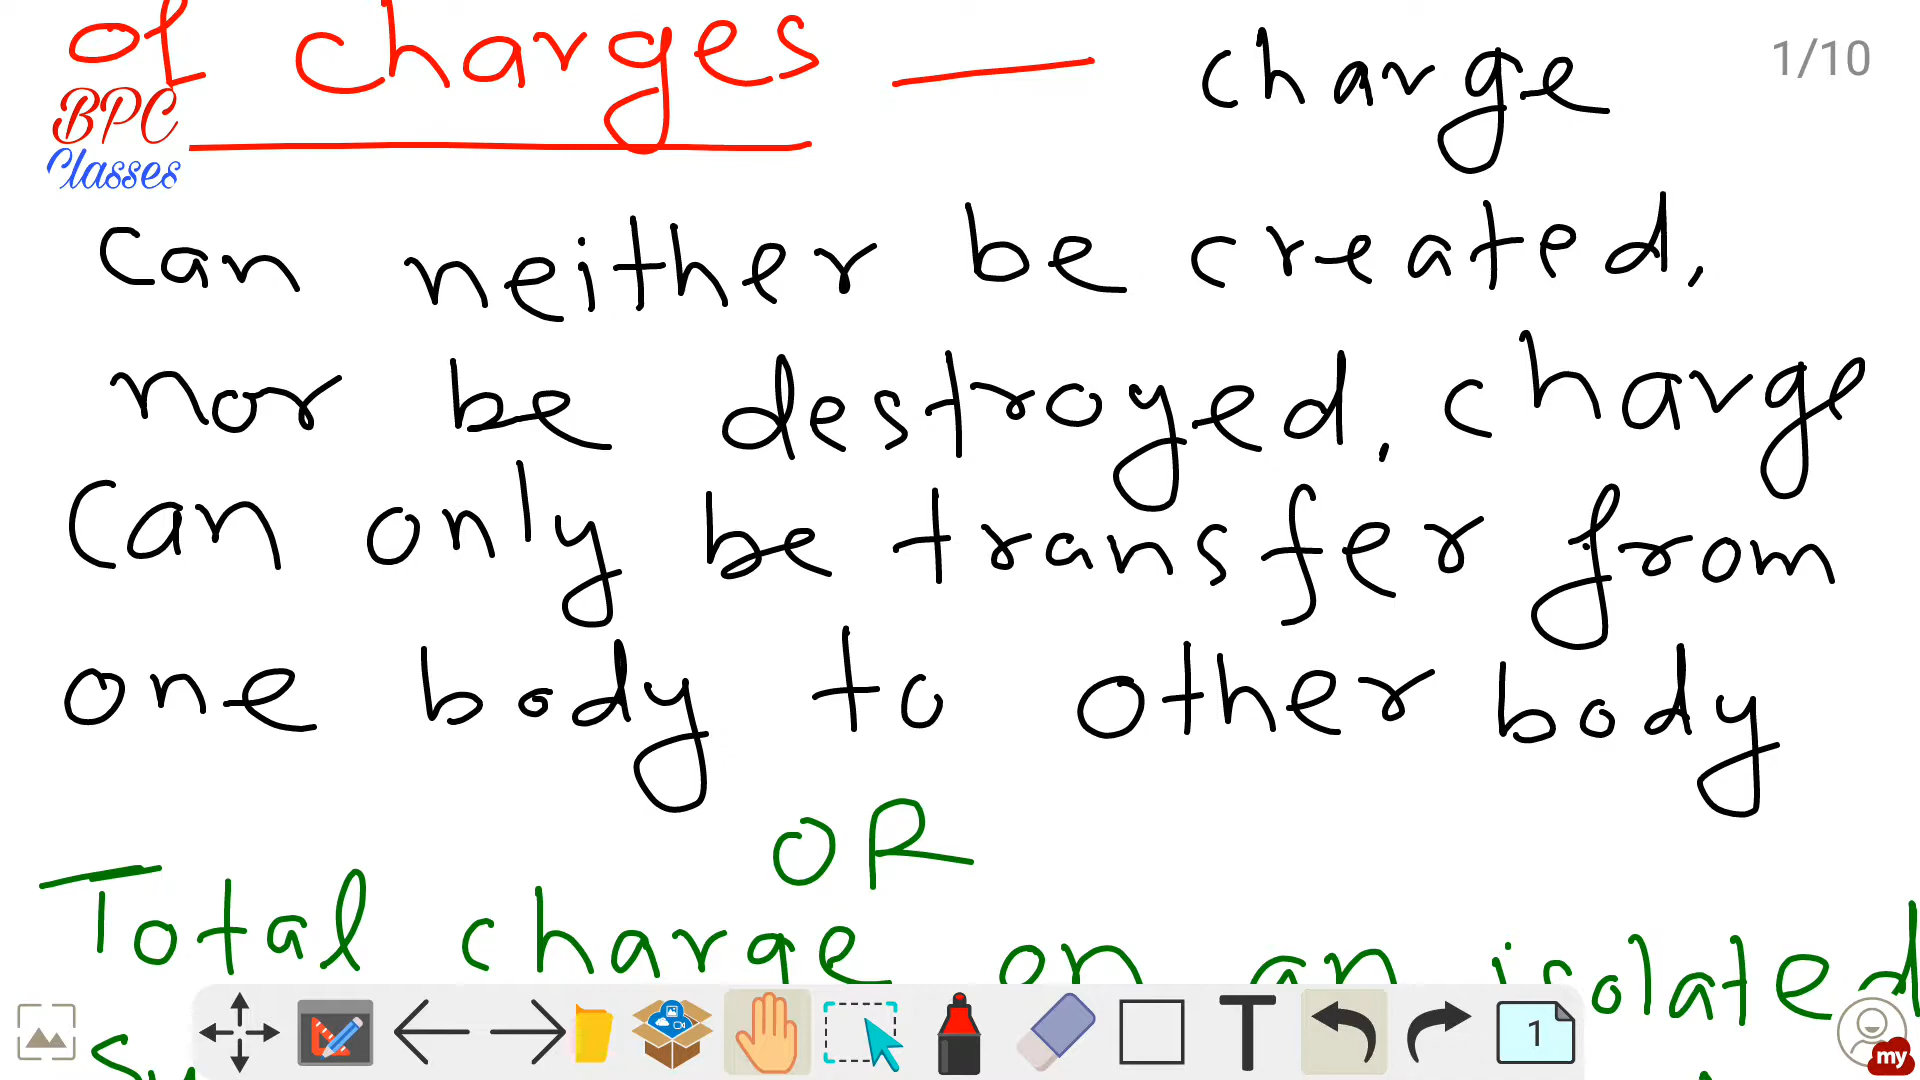 of charges — charge
1/10
BPC
Classes
can neither be created,
nor be destroyed. charge
can only be transfer from
one body to other body
OR
Total charge on an isolated
T
1
my